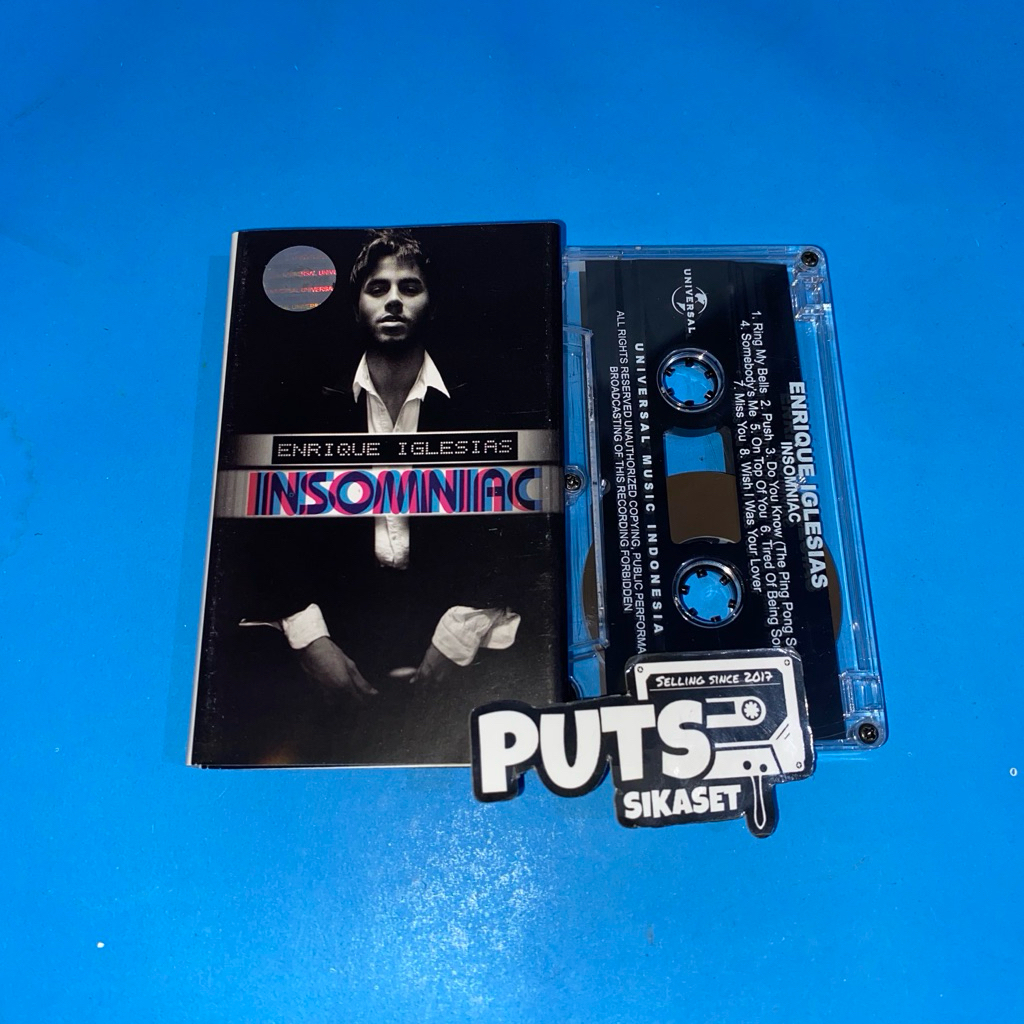 UNIVERSAL UNIVE
UNIVERSA
ENRIQUE IGLESIAS
INSOMNIAC
ENRIQUE IGLESIAS
INSOMNIAC
1. Ring My Bells 2. Push 3. Do You Know (The Ping Pong S
4. Somebody's Me 5. On Top Of You 6. Tired Of Being So
7. Miss You 8. Wish I Was Your Lover
UNIVERSAL
UNIVERSAL MUSIC INDONESIA
ALL RIGHTS RESERVED UNAUTHORIZED COPYING, PUBLIC PERFORMA
BROADCASTING OF THIS RECORDING FORBIDDEN
SELLING SINCE 2017
PUTS
SIKASET